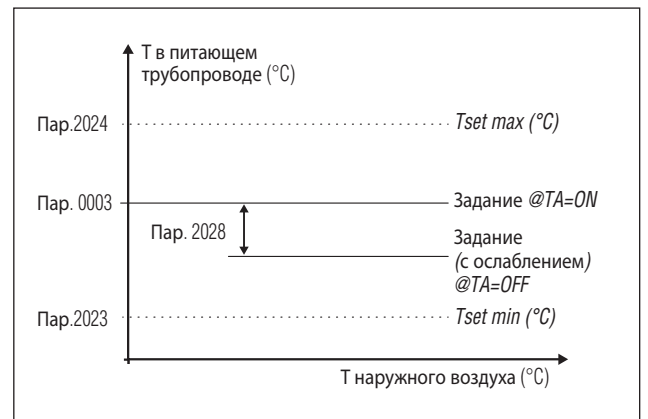 Т в питающем
трубопроводе (°C)
Пар.2024
Tset max (°C)
Пар. 0003
Задание @TA=ON
Пар. 2028
Задание
(с ослаблением)
@TA=OFF
Пар.2023
Tset min (°C)
Т наружного воздуха (°C)